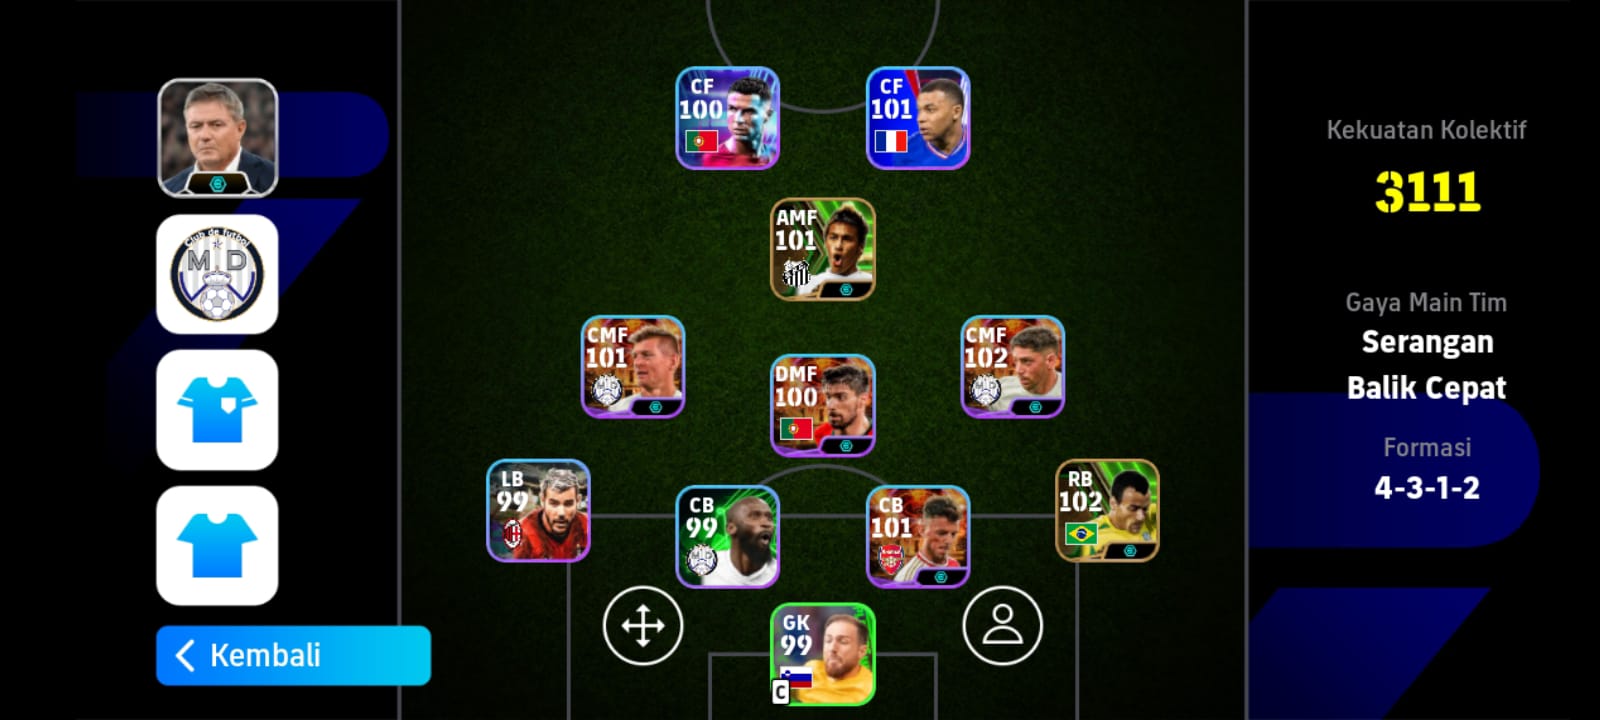 Club de futbol
M D
Kembali
CF
100
CF
101
AMF
101
CMF
101
CMF
102
DMF
100
LB
99
CB
99
CB
101
RB
102
GK
99
C
Kekuatan Kolektif
3111
Gaya Main Tim
Serangan
Balik Cepat
Formasi
4-3-1-2